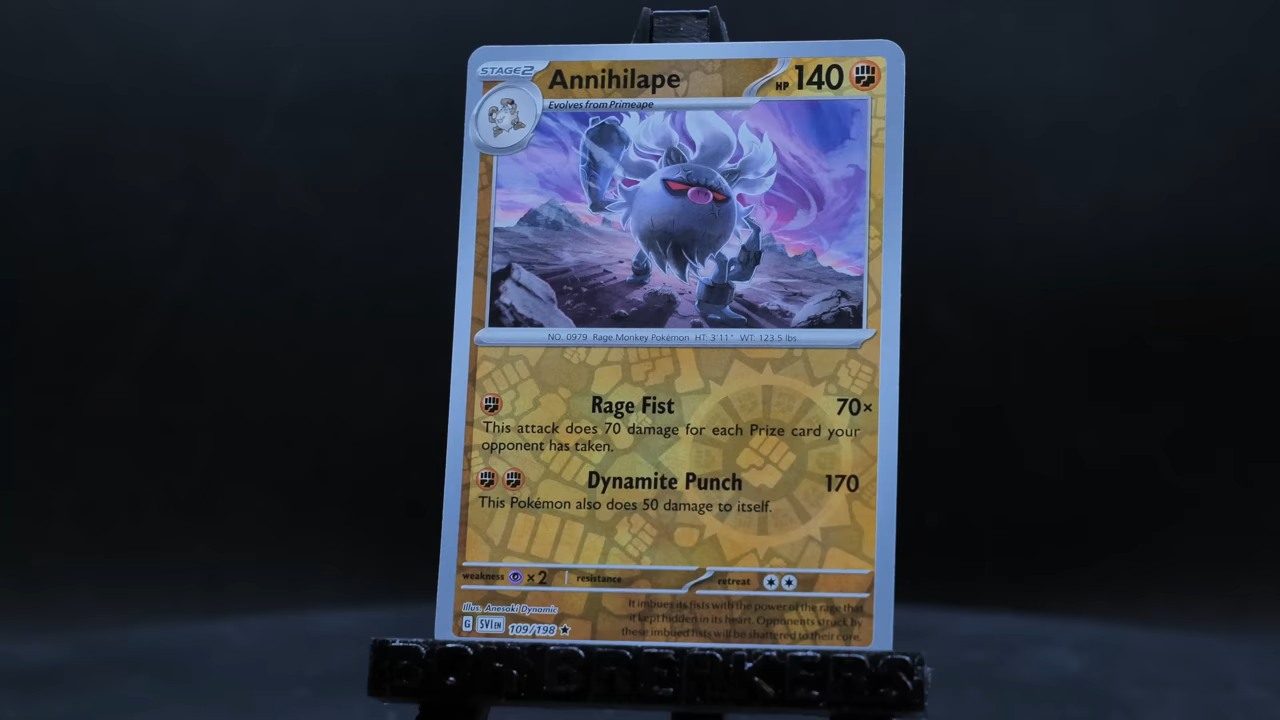 STAGE2 Annihilape HP 140
Evolves from Primeape
NO. 0979 Rage Monkey Pokémon HT: 3'11" WT: 123.5 lbs.
Rage Fist 70×
This attack does 70 damage for each Prize card your
opponent has taken.
Dynamite Punch 170
This Pokémon also does 50 damage to itself.
weakness ×2 resistance retreat
Illus. Anesaki Dynamic
G SVI EN 109/198
It imbues its fists with the power of the rage that
it kept hidden in its heart. Opponents struck by
these imbued fists will be shattered to their core.